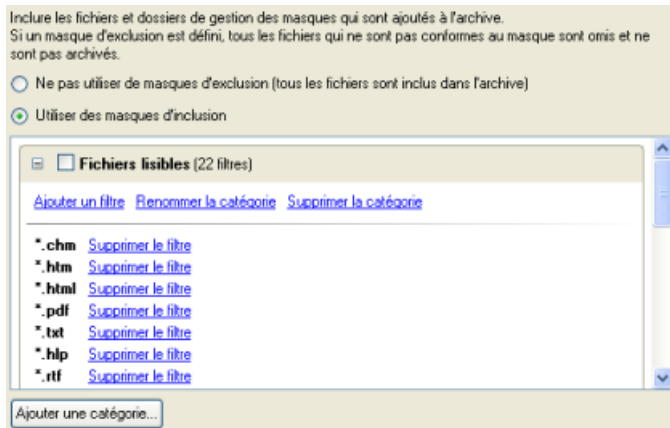 Inclure les fichiers et dossiers de gestion des masques qui sont ajoutés à l'archive.
Si un masque d'exclusion est défini, tous les fichiers qui ne sont pas conformes au masque sont omis et ne
sont pas archivés.
Ne pas utiliser de masques d'exclusion (tous les fichiers sont inclus dans l'archive)
Utiliser des masques d'inclusion
Fichiers lisibles (22 filtres)
Ajouter un filtre Renommer la catégorie Supprimer la catégorie
*.chm Supprimer le filtre
*.htm Supprimer le filtre
*.html Supprimer le filtre
*.pdf Supprimer le filtre
*.txt Supprimer le filtre
*.hlp Supprimer le filtre
*.rtf Supprimer le filtre
Ajouter une catégorie...